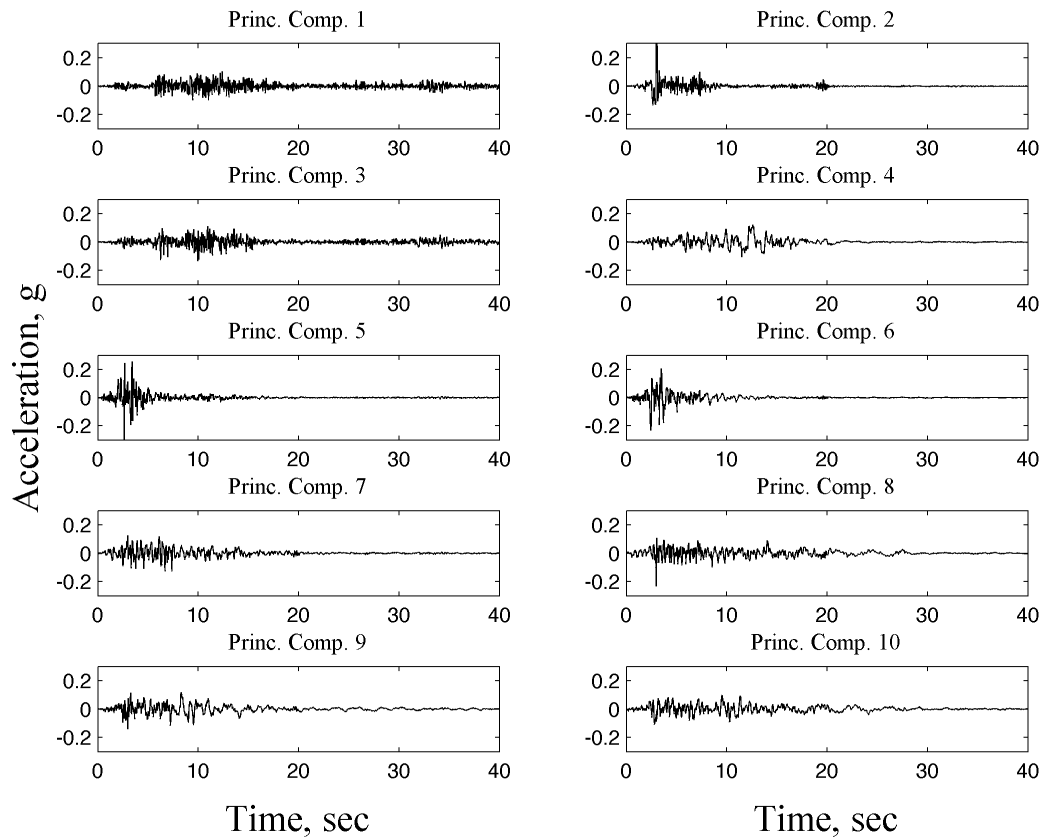 Princ. Comp. 1
Princ. Comp. 2
0.2
0
-0.2
0 10 20 30 40
0.2
0
-0.2
0 10 20 30 40
Princ. Comp. 3
Princ. Comp. 4
0.2
0
-0.2
0 10 20 30 40
0.2
0
-0.2
0 10 20 30 40
Acceleration, g
Princ. Comp. 5
Princ. Comp. 6
0.2
0
-0.2
0 10 20 30 40
0.2
0
-0.2
0 10 20 30 40
Princ. Comp. 7
Princ. Comp. 8
0.2
0
-0.2
0 10 20 30 40
0.2
0
-0.2
0 10 20 30 40
Princ. Comp. 9
Princ. Comp. 10
0.2
0
-0.2
0 10 20 30 40
0.2
0
-0.2
0 10 20 30 40
Time, sec
Time, sec